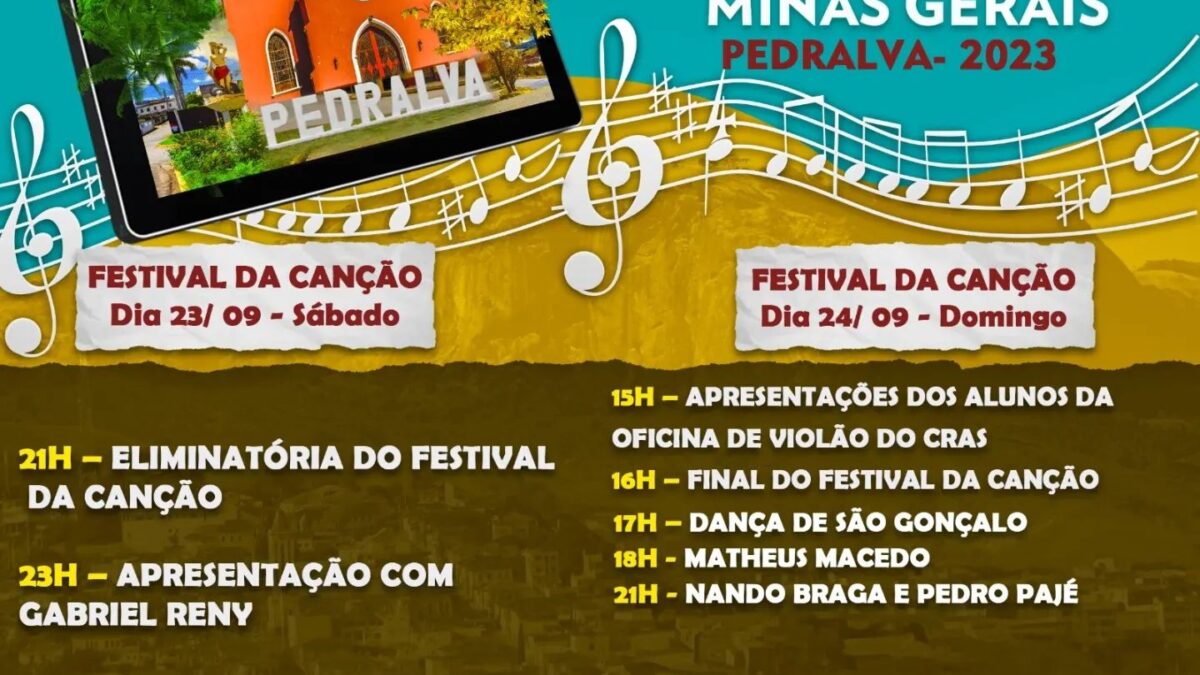 MINAS GERAIS
PEDRALVA- 2023
PEDRALVA
FESTIVAL DA CANÇÃO
Dia 23/ 09 - Sábado
21H – ELIMINATÓRIA DO FESTIVAL
DA CANÇÃO
23H – APRESENTAÇÃO COM
GABRIEL RENY
FESTIVAL DA CANÇÃO
Dia 24/ 09 - Domingo
15H – APRESENTAÇÕES DOS ALUNOS DA
OFICINA DE VIOLÃO DO CRAS
16H – FINAL DO FESTIVAL DA CANÇÃO
17H – DANÇA DE SÃO GONÇALO
18H - MATHEUS MACEDO
21H - NANDO BRAGA E PEDRO PAJÉ